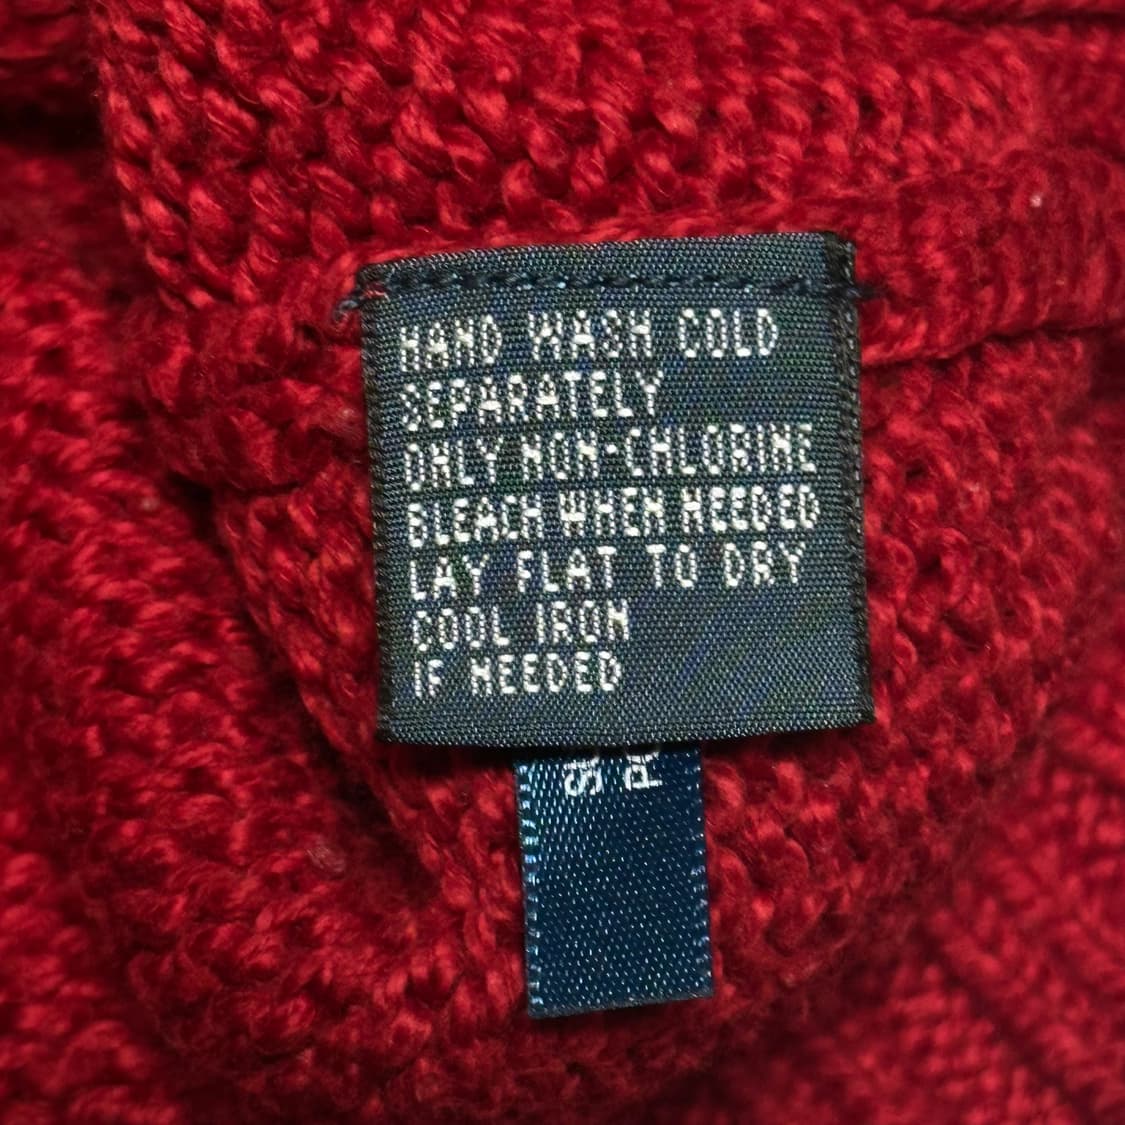 HAND WASH COLD
SEPARATELY
ONLY NON-CHLORINE
BLEACH WHEN NEEDED
LAY FLAT TO DRY
COOL IRON
IF NEEDED